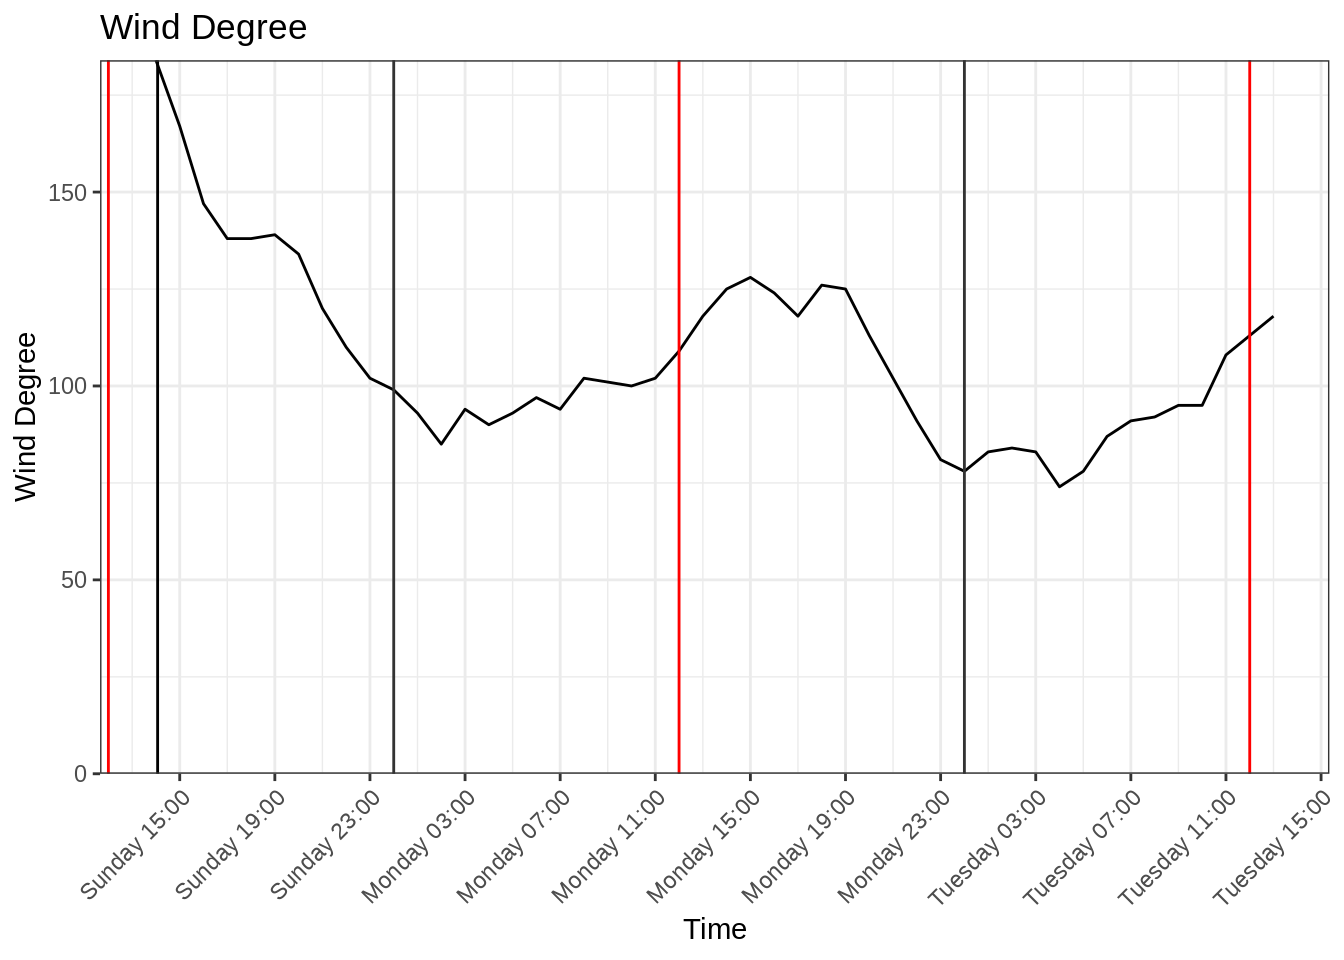 Wind Degree
Wind Degree
150
100
50
0
Sunday 15:00
Sunday 19:00
Sunday 23:00
Monday 03:00
Monday 07:00
Monday 11:00
Monday 15:00
Monday 19:00
Monday 23:00
Tuesday 03:00
Tuesday 07:00
Tuesday 11:00
Tuesday 15:00
Time